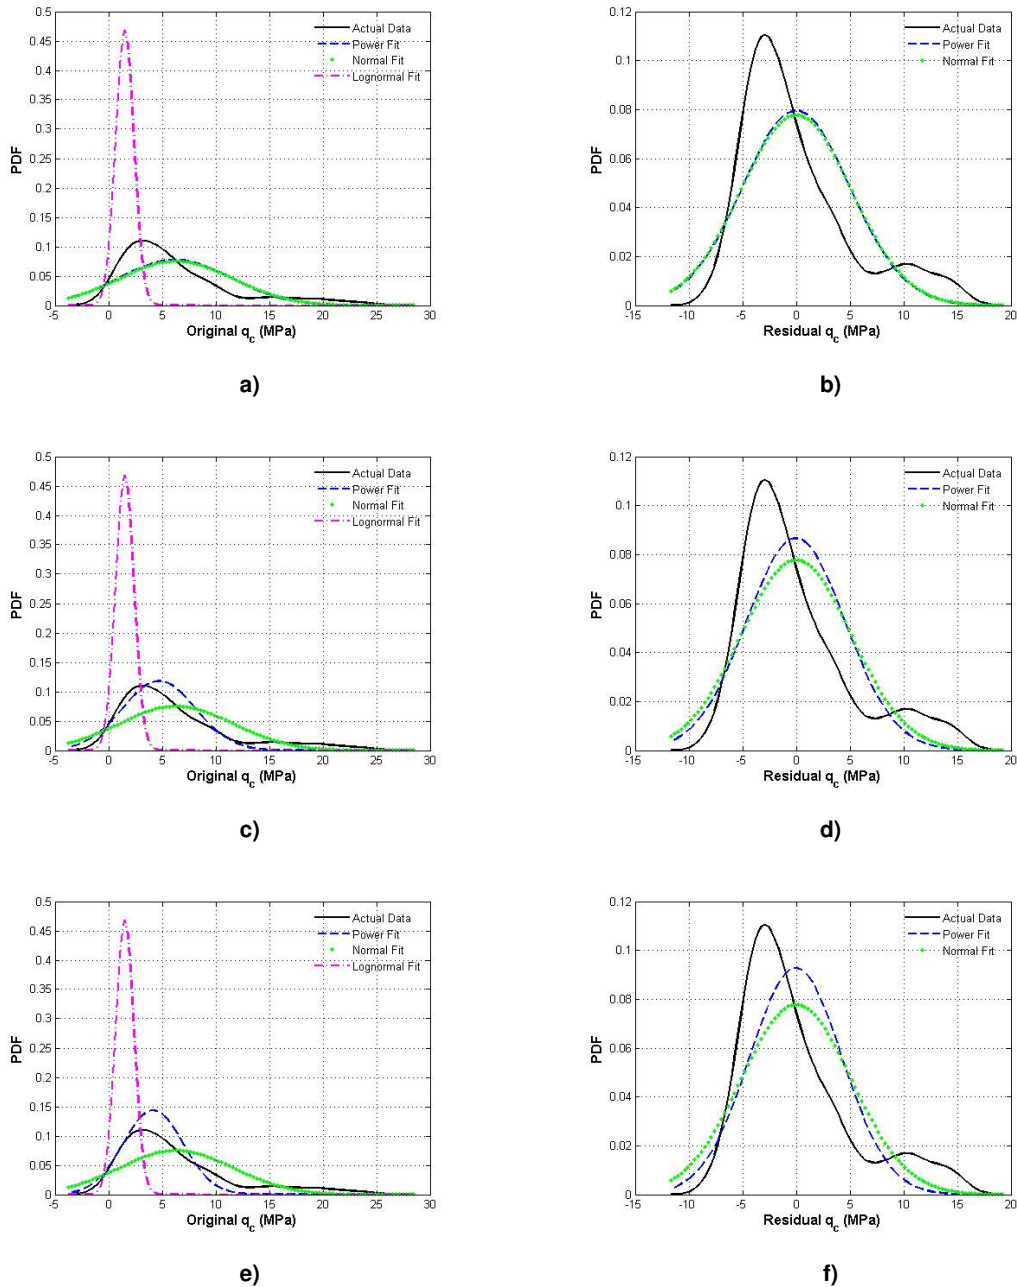 0.5
0.45
0.4
0.35
0.3
0.25
0.2
0.15
0.1
0.05
0
PDF
-5 0 5 10 15 20 25 30
Original qc (MPa)
Actual Data
Power Fit
Normal Fit
Lognormal Fit
a)
0.12
0.1
0.08
0.06
0.04
0.02
0
PDF
-15 -10 -5 0 5 10 15 20
Residual qc (MPa)
Actual Data
Power Fit
Normal Fit
b)
0.5
0.45
0.4
0.35
0.3
0.25
0.2
0.15
0.1
0.05
0
PDF
-5 0 5 10 15 20 25 30
Original qc (MPa)
Actual Data
Power Fit
Normal Fit
Lognormal Fit
c)
0.12
0.1
0.08
0.06
0.04
0.02
0
PDF
-15 -10 -5 0 5 10 15 20
Residual qc (MPa)
Actual Data
Power Fit
Normal Fit
d)
0.5
0.45
0.4
0.35
0.3
0.25
0.2
0.15
0.1
0.05
0
PDF
-5 0 5 10 15 20 25 30
Original qc (MPa)
Actual Data
Power Fit
Normal Fit
Lognormal Fit
e)
0.12
0.1
0.08
0.06
0.04
0.02
0
PDF
-15 -10 -5 0 5 10 15 20
Residual qc (MPa)
Actual Data
Power Fit
Normal Fit
f)